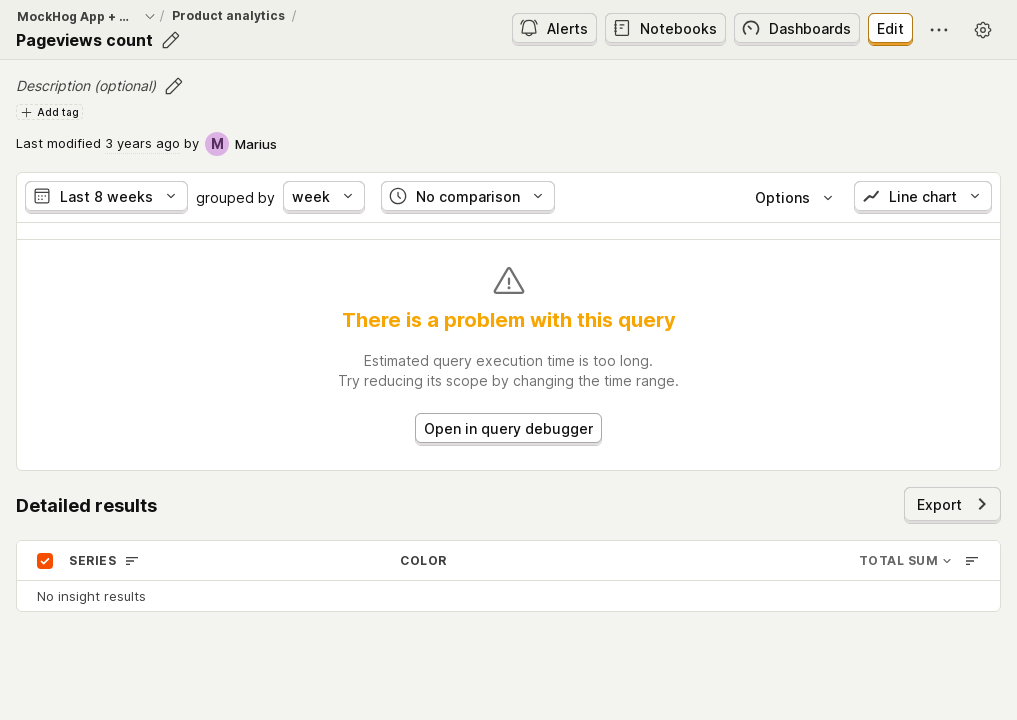 MockHog App + ...
/
Product analytics
/
Pageviews count
Alerts
Notebooks
Dashboards
Edit
Description (optional)
Add tag
Last modified 3 years ago by M Marius
Last 8 weeks
grouped by
week
No comparison
Options
Line chart
There is a problem with this query
Estimated query execution time is too long.
Try reducing its scope by changing the time range.
Open in query debugger
Detailed results
Export
SERIES
COLOR
TOTAL SUM
No insight results